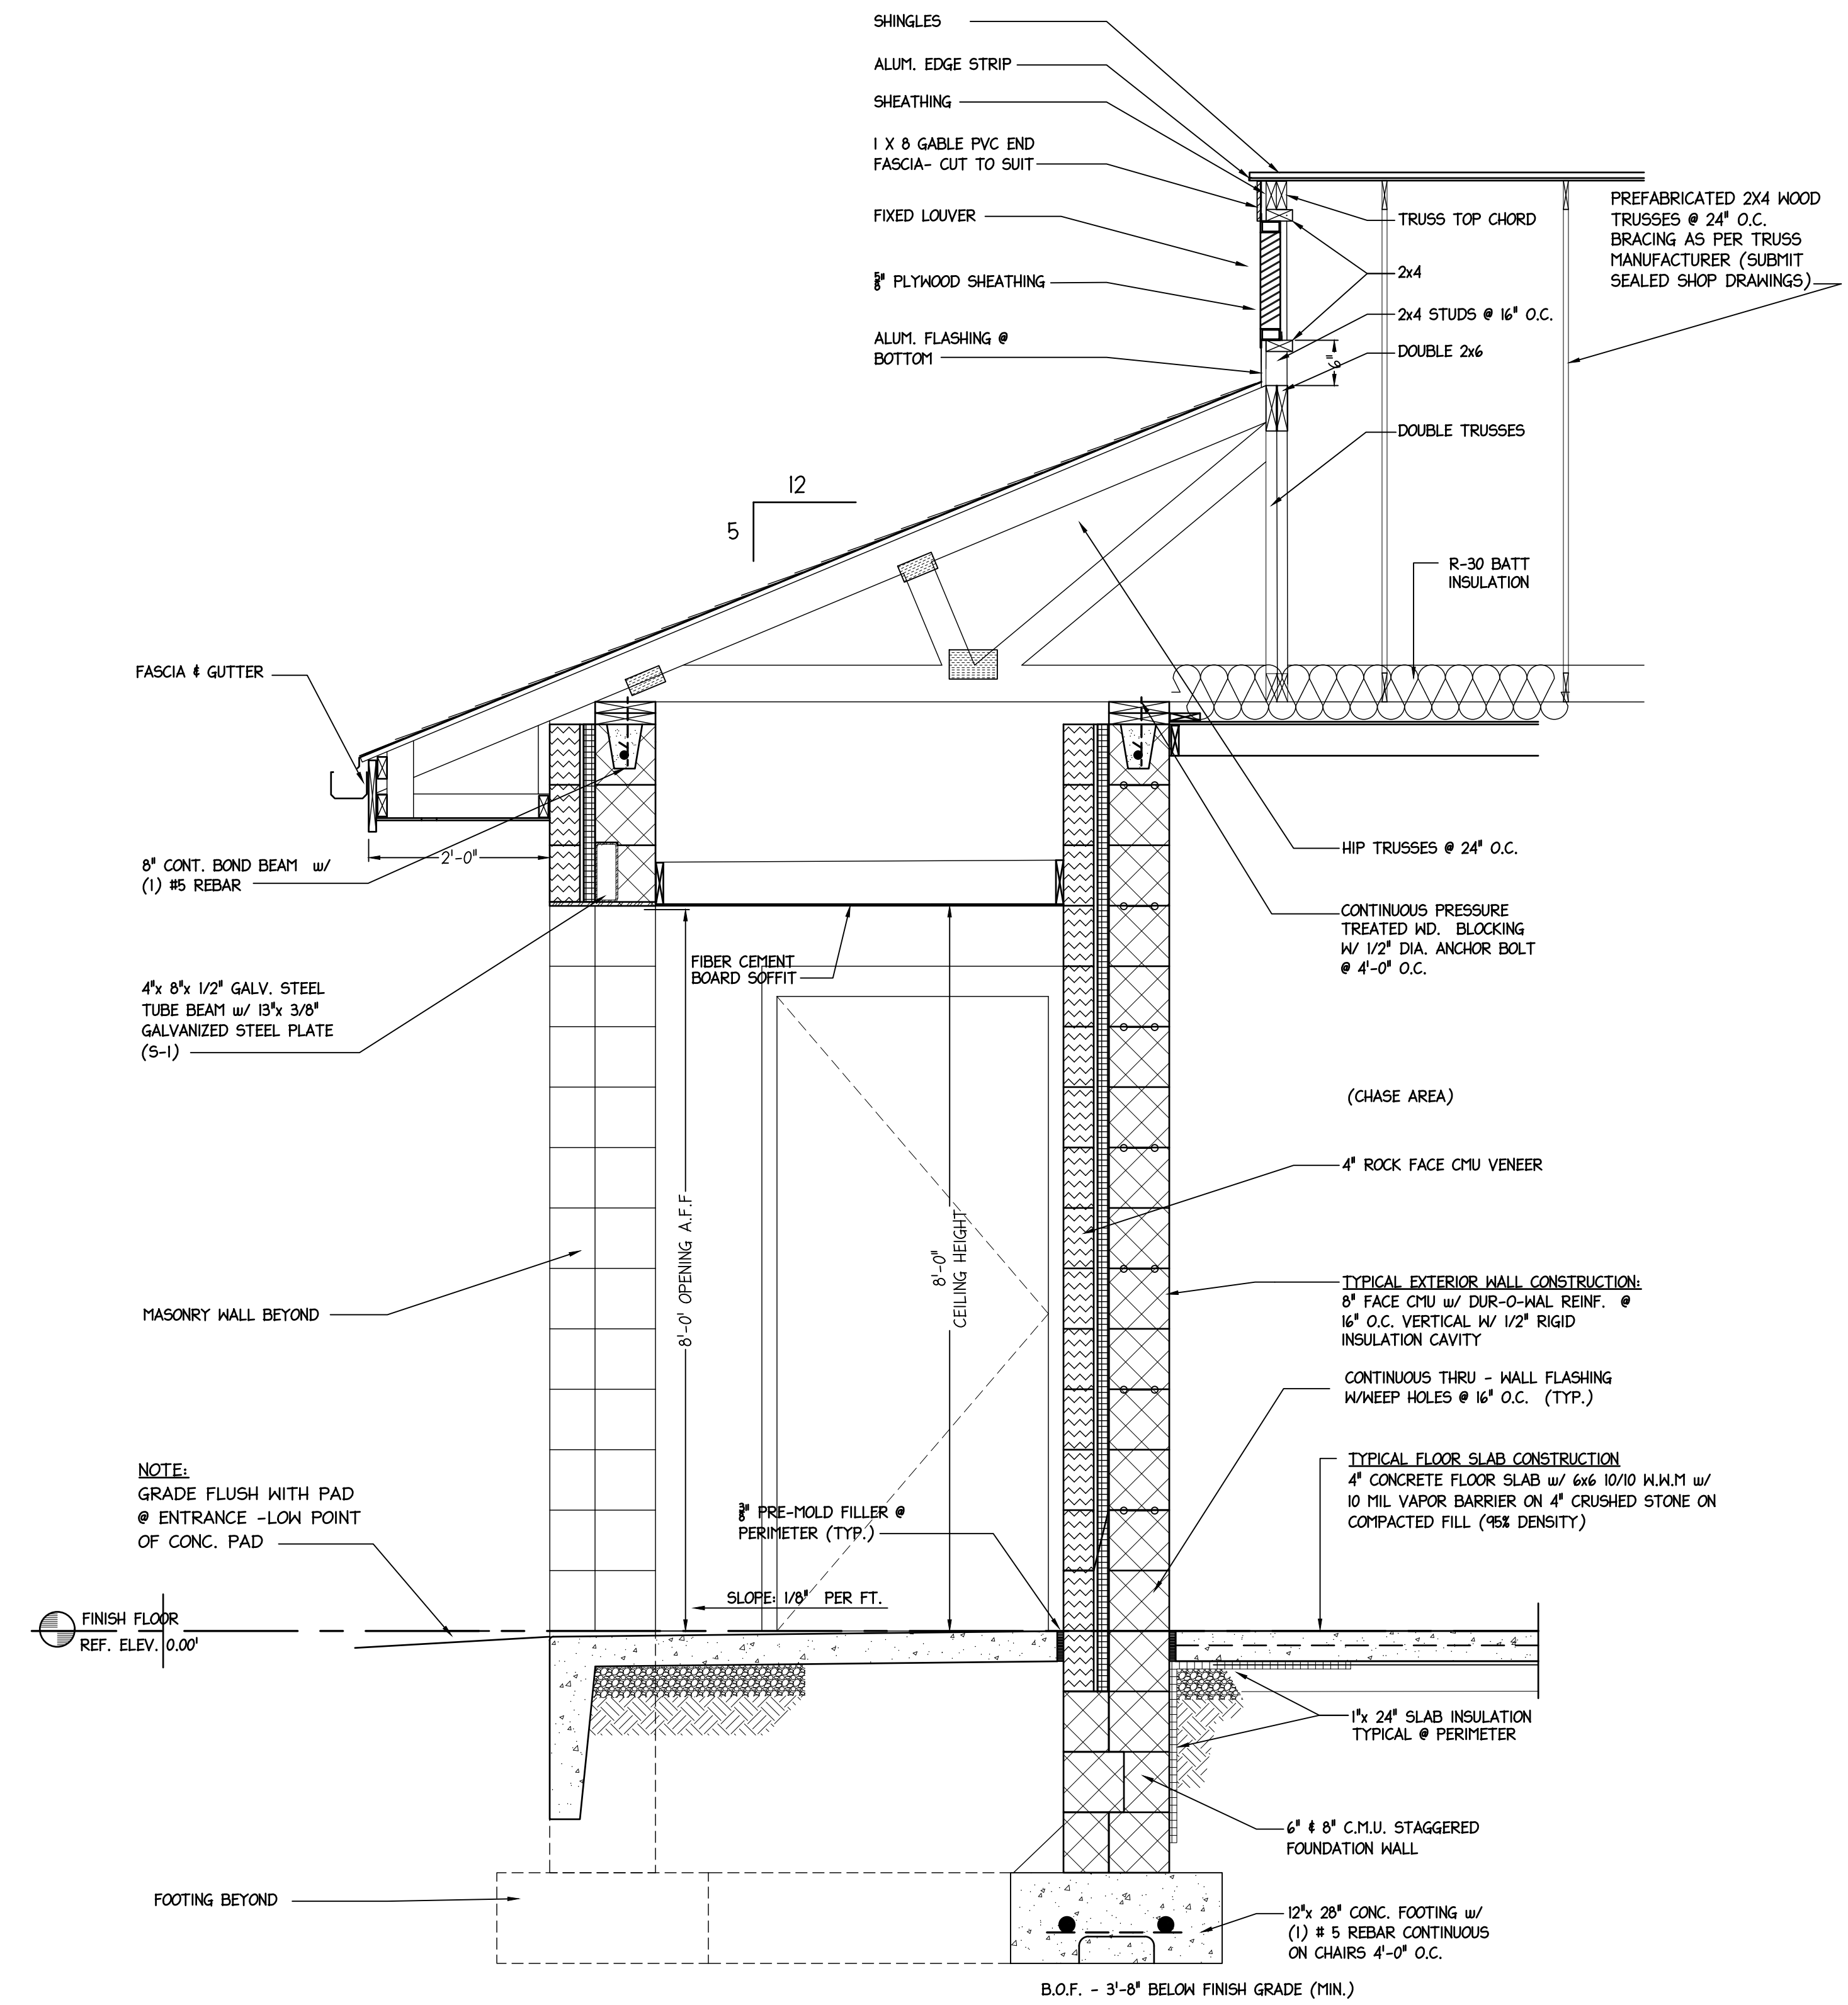 SHINGLES
ALUM. EDGE STRIP
SHEATHING
1 X 8 GABLE PVC END
FASCIA- CUT TO SUIT
FIXED LOUVER
5/8" PLYWOOD SHEATHING
ALUM. FLASHING @
BOTTOM
TRUSS TOP CHORD
2x4
2x4 STUDS @ 16" O.C.
6"
DOUBLE 2x6
DOUBLE TRUSSES
PREFABRICATED 2X4 WOOD
TRUSSES @ 24" O.C.
BRACING AS PER TRUSS
MANUFACTURER (SUBMIT
SEALED SHOP DRAWINGS)
12
5
R-30 BATT
INSULATION
FASCIA & GUTTER
2'-0"
8" CONT. BOND BEAM w/
(1) #5 REBAR
HIP TRUSSES @ 24" O.C.
CONTINUOUS PRESSURE
TREATED WD. BLOCKING
W/ 1/2" DIA. ANCHOR BOLT
@ 4'-0" O.C.
FIBER CEMENT
BOARD SOFFIT
4"x 8"x 1/2" GALV. STEEL
TUBE BEAM w/ 13"x 3/8"
GALVANIZED STEEL PLATE
(S-1)
(CHASE AREA)
4" ROCK FACE CMU VENEER
8'-0' OPENING A.F.F
8'-0"
CEILING HEIGHT
MASONRY WALL BEYOND
TYPICAL EXTERIOR WALL CONSTRUCTION:
8" FACE CMU w/ DUR-O-WAL REINF. @
16" O.C. VERTICAL W/ 1/2" RIGID
INSULATION CAVITY
CONTINUOUS THRU - WALL FLASHING
W/WEEP HOLES @ 16" O.C. (TYP.)
NOTE:
GRADE FLUSH WITH PAD
@ ENTRANCE -LOW POINT
OF CONC. PAD
3/8" PRE-MOLD FILLER @
PERIMETER (TYP.)
TYPICAL FLOOR SLAB CONSTRUCTION
4" CONCRETE FLOOR SLAB w/ 6x6 10/10 W.W.M w/
10 MIL VAPOR BARRIER ON 4" CRUSHED STONE ON
COMPACTED FILL (95% DENSITY)
SLOPE: 1/8" PER FT.
FINISH FLOOR
REF. ELEV. 0.00'
1"x 24" SLAB INSULATION
TYPICAL @ PERIMETER
6" & 8" C.M.U. STAGGERED
FOUNDATION WALL
FOOTING BEYOND
12"x 28" CONC. FOOTING w/
(1) # 5 REBAR CONTINUOUS
ON CHAIRS 4'-0" O.C.
B.O.F. - 3'-8" BELOW FINISH GRADE (MIN.)